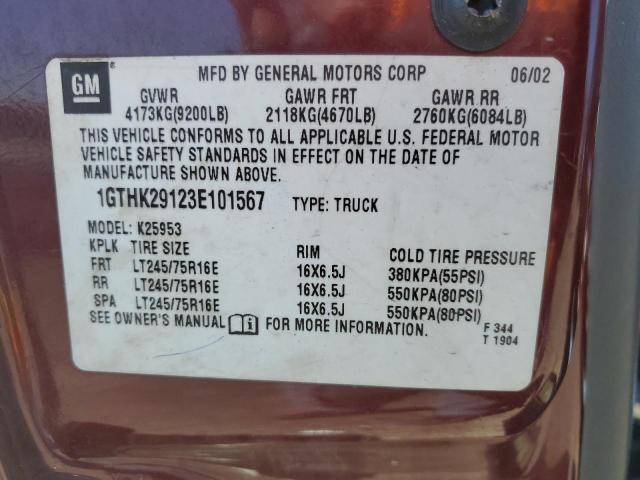 GM
MFD BY GENERAL MOTORS CORP 06/02
GVWR GAWR FRT GAWR RR
4173KG(9200LB) 2118KG(4670LB) 2760KG(6084LB)
THIS VEHICLE CONFORMS TO ALL APPLICABLE U.S. FEDERAL MOTOR
VEHICLE SAFETY STANDARDS IN EFFECT ON THE DATE OF
MANUFACTURE SHOWN ABOVE.
1GTHK29123E101567 TYPE: TRUCK
MODEL: K25953
KPLK TIRE SIZE RIM COLD TIRE PRESSURE
FRT LT245/75R16E 16X6.5J 380KPA(55PSI)
RR LT245/75R16E 16X6.5J 550KPA(80PSI)
SPA LT245/75R16E 16X6.5J 550KPA(80PSI)
SEE OWNER'S MANUAL FOR MORE INFORMATION.
F 344
T 1904